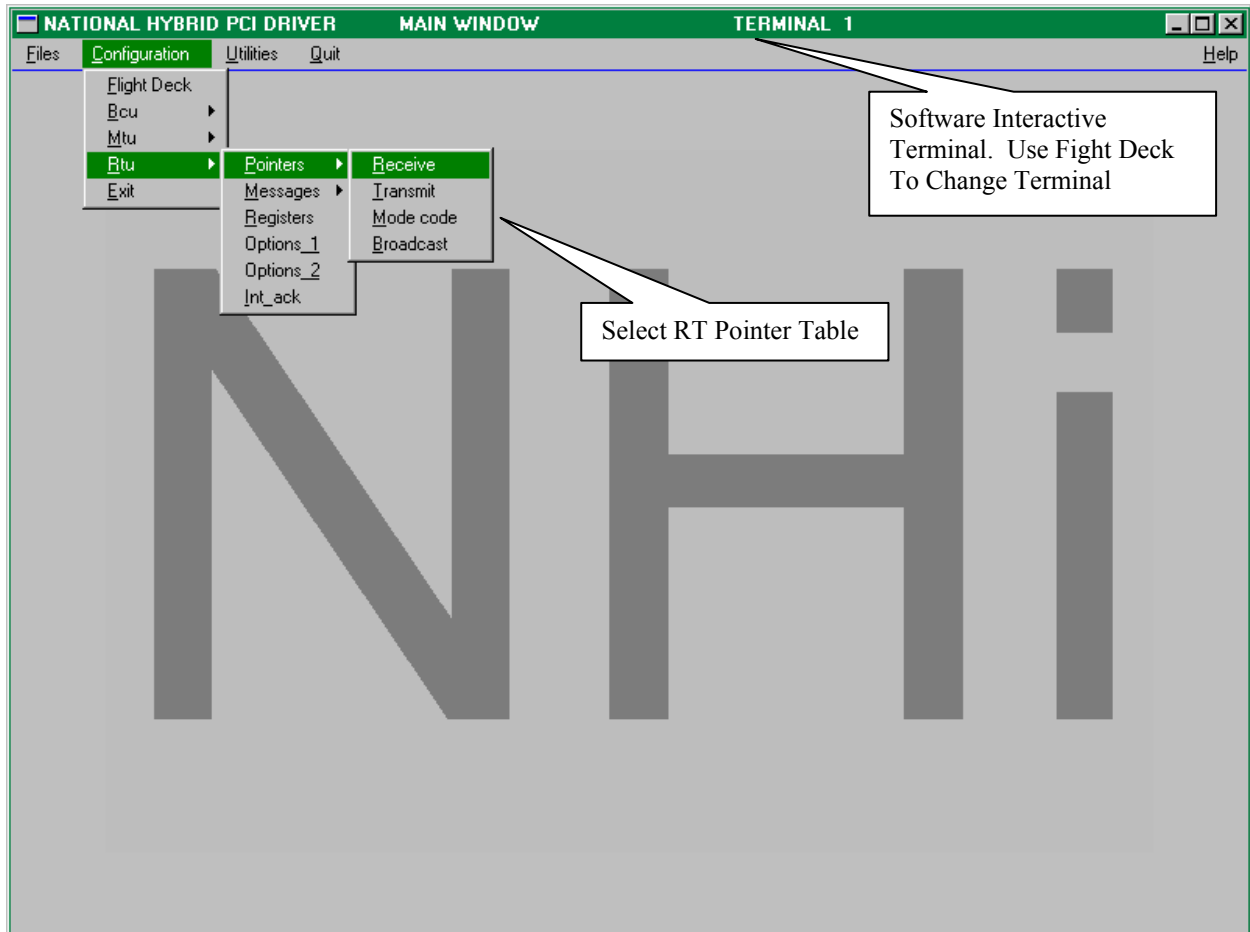 NATIONAL HYBRID PCI DRIVER MAIN WINDOW TERMINAL 1
Files Configuration Utilities Quit Help
Flight Deck
Bcu
Mtu
Rtu
Exit
Pointers
Messages
Registers
Options_1
Options_2
Int_ack
Receive
Transmit
Mode code
Broadcast
Software Interactive
Terminal. Use Fight Deck
To Change Terminal
Select RT Pointer Table
NHi